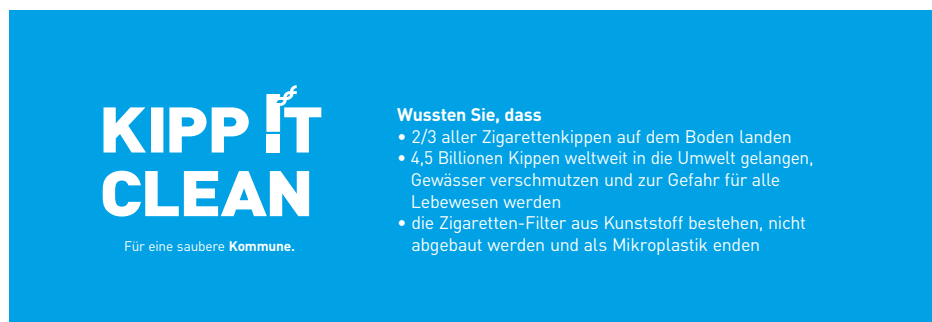 KIPP IT
CLEAN
Für eine saubere Kommune.
Wussten Sie, dass
• 2/3 aller Zigarettenkippen auf dem Boden landen
• 4,5 Billionen Kippen weltweit in die Umwelt gelangen,
Gewässer verschmutzen und zur Gefahr für alle
Lebewesen werden
• die Zigaretten-Filter aus Kunststoff bestehen, nicht
abgebaut werden und als Mikroplastik enden